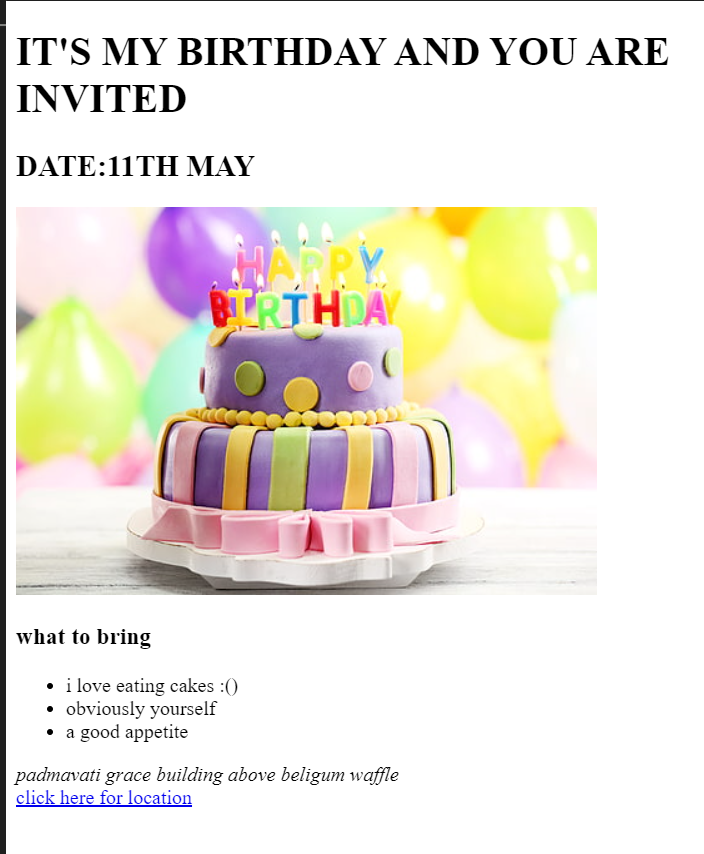 IT'S MY BIRTHDAY AND YOU ARE
INVITED
DATE:11TH MAY
HAPPY
BIRTHDAY
what to bring
i love eating cakes :()
obviously yourself
a good appetite
padmavati grace building above beligum waffle
click here for location